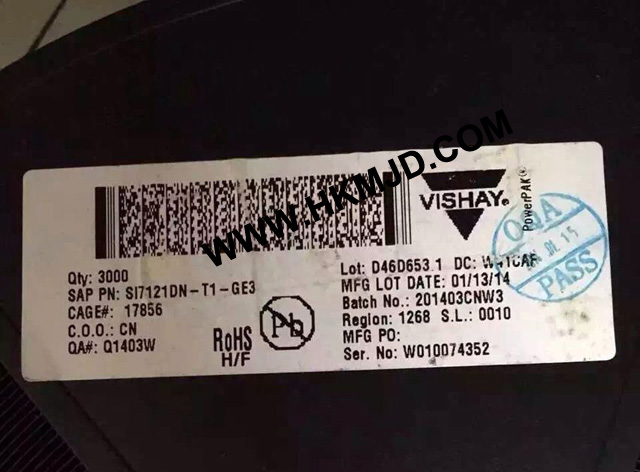 WWW.HKMJD.COM
VISHAY®
PowerPAK®
OQA
PASS
Qty: 3000
SAP PN: SI7121DN-T1-GE3
CAGE#: 17856
C.O.O.: CN
QA#: Q1403W
RoHS
H/F
Pb
Lot: D46D653.1 DC:
MFG LOT DATE: 01/13/14
Batch No.: 201403CNW3
Region: 1268 S.L.: 0010
MFG PO:
Ser. No: W010074352